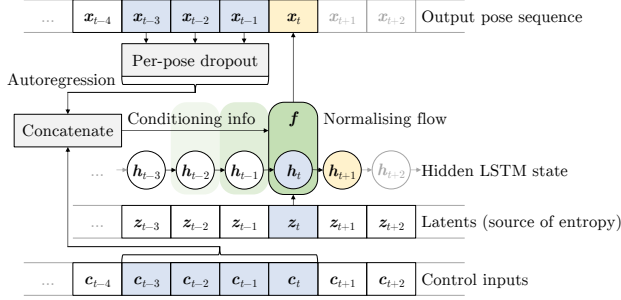 ... x_{t−4} x_{t−3} x_{t−2} x_{t−1} x_t x_{t+1} x_{t+2} Output pose sequence
Per-pose dropout
Autoregression
Concatenate
Conditioning info
f
Normalising flow
... h_{t−3} h_{t−2} h_{t−1} h_t h_{t+1} h_{t+2} Hidden LSTM state
... z_{t−3} z_{t−2} z_{t−1} z_t z_{t+1} z_{t+2} Latents (source of entropy)
... c_{t−4} c_{t−3} c_{t−2} c_{t−1} c_t c_{t+1} c_{t+2} Control inputs